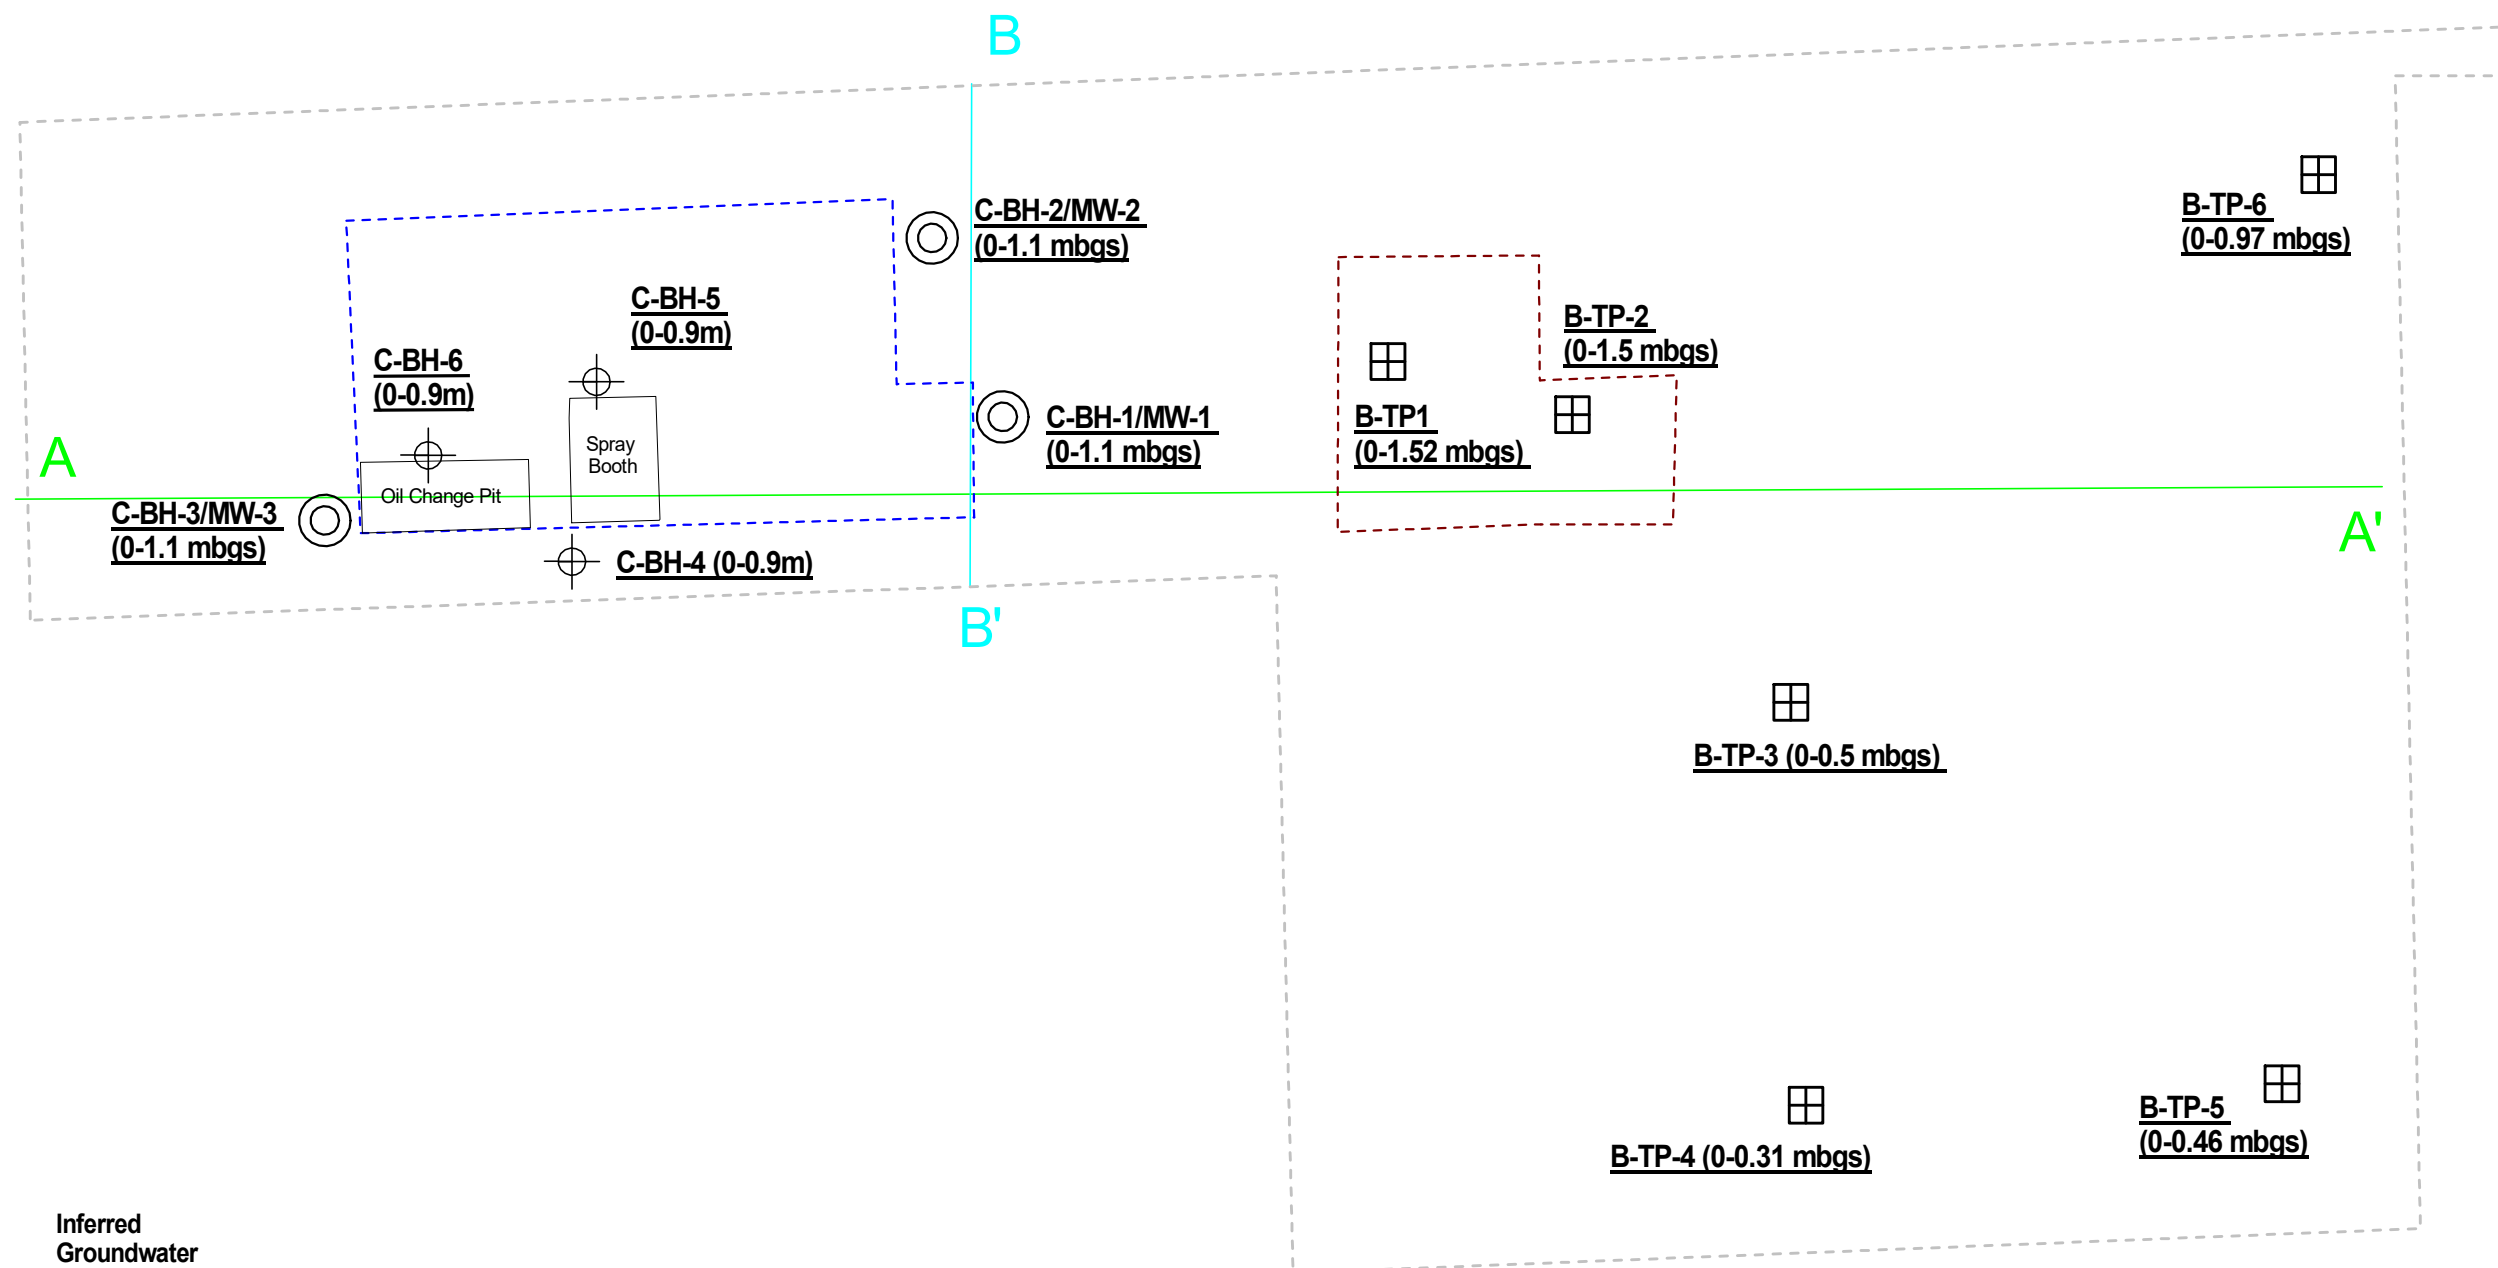 B
C-BH-2/MW-2
(0-1.1 mbgs)
B-TP-6
(0-0.97 mbgs)
C-BH-5
(0-0.9m)
B-TP-2
(0-1.5 mbgs)
C-BH-6
(0-0.9m)
C-BH-1/MW-1
(0-1.1 mbgs)
B-TP1
(0-1.52 mbgs)
A
Spray
Booth
Oil Change Pit
C-BH-3/MW-3
(0-1.1 mbgs)
A'
C-BH-4 (0-0.9m)
B'
B-TP-3 (0-0.5 mbgs)
B-TP-5
(0-0.46 mbgs)
B-TP-4 (0-0.31 mbgs)
Inferred
Groundwater